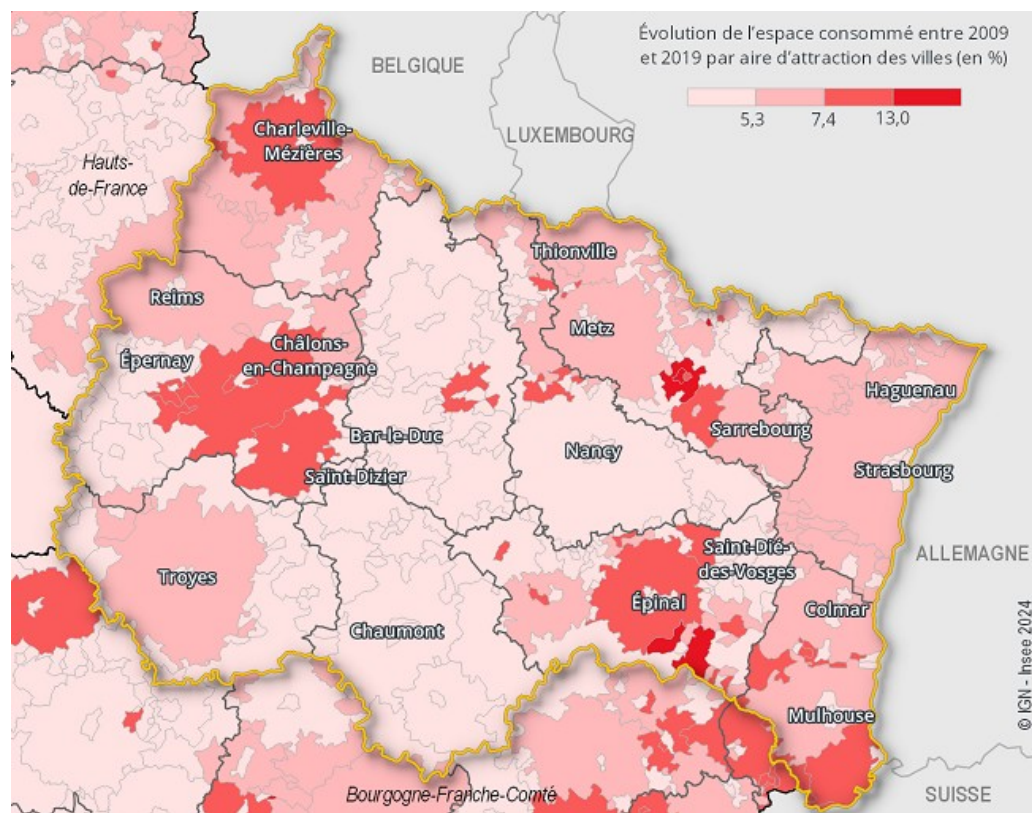 Évolution de l'espace consommé entre 2009
et 2019 par aire d'attraction des villes (en %)
5,3
7,4
13,0
BELGIQUE
LUXEMBOURG
Hauts-
de-France
Charleville-
Mézières
Thionville
Reims
Metz
Châlons-
en-Champagne
Épernay
Haguenau
Sarrebourg
Bar-le-Duc
Nancy
Strasbourg
Saint-Dizier
ALLEMAGNE
Saint-Dié-
des-Vosges
Troyes
Épinal
Colmar
Chaumont
Mulhouse
Bourgogne-Franche-Comté
SUISSE
© IGN - Insee 2024